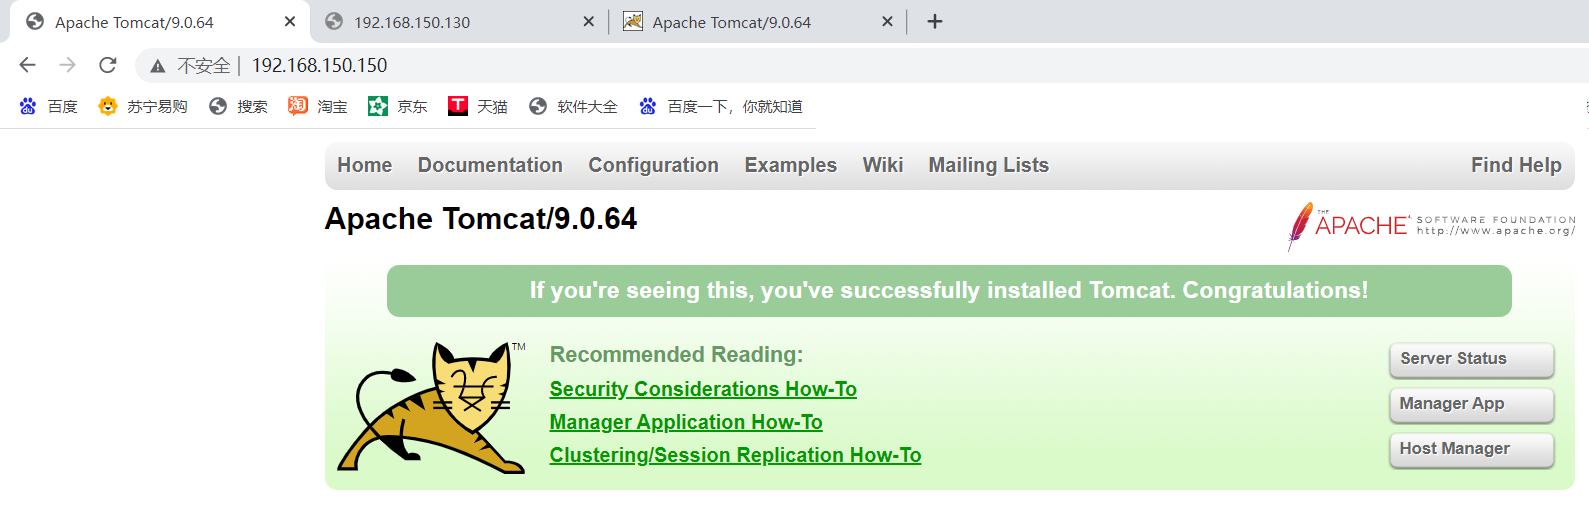 Apache Tomcat/9.0.64
192.168.150.130
Apache Tomcat/9.0.64
不安全 | 192.168.150.150
百度 苏宁易购 搜索 淘宝 京东 天猫 软件大全 百度一下，你就知道
Home Documentation Configuration Examples Wiki Mailing Lists Find Help
Apache Tomcat/9.0.64
THE
APACHE
SOFTWARE FOUNDATION
http://www.apache.org/
If you're seeing this, you've successfully installed Tomcat. Congratulations!
TM
Recommended Reading:
Security Considerations How-To
Manager Application How-To
Clustering/Session Replication How-To
Server Status
Manager App
Host Manager